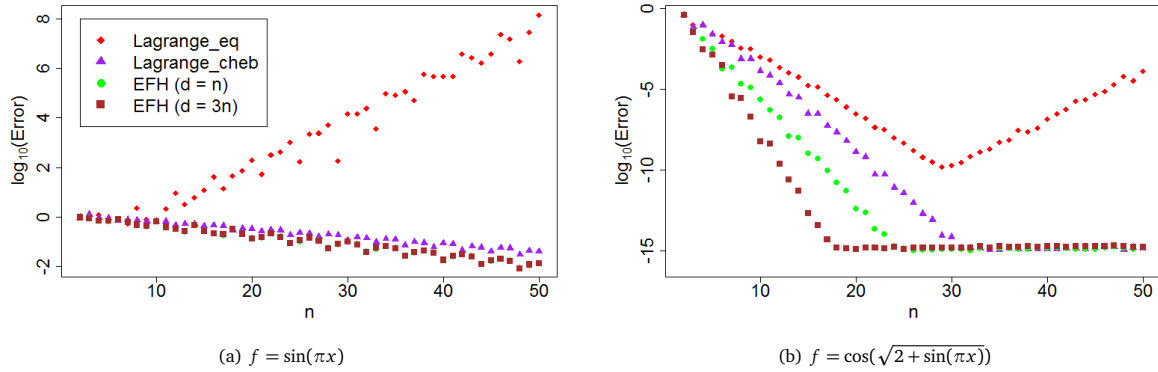 8
6
4
2
0
-2
log₁₀(Error)
Lagrange_eq
Lagrange_cheb
EFH (d = n)
EFH (d = 3n)
10
20
30
40
50
n
(a) f = sin(πx)
0
-5
-10
-15
log₁₀(Error)
10
20
30
40
50
n
(b) f = cos(√2 + sin(πx))